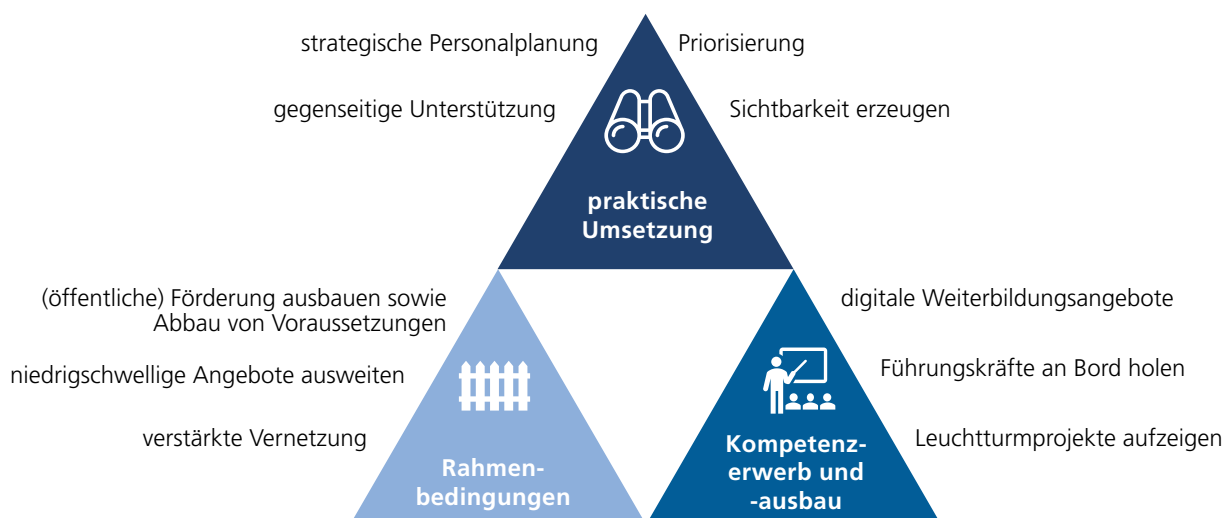 strategische Personalplanung
Priorisierung
gegenseitige Unterstützung
Sichtbarkeit erzeugen
praktische
Umsetzung
(öffentliche) Förderung ausbauen sowie
Abbau von Voraussetzungen
niedrigschwellige Angebote ausweiten
verstärkte Vernetzung
Rahmen-
bedingungen
digitale Weiterbildungsangebote
Führungskräfte an Bord holen
Leuchtturmprojekte aufzeigen
Kompetenz-
erwerb und
-ausbau